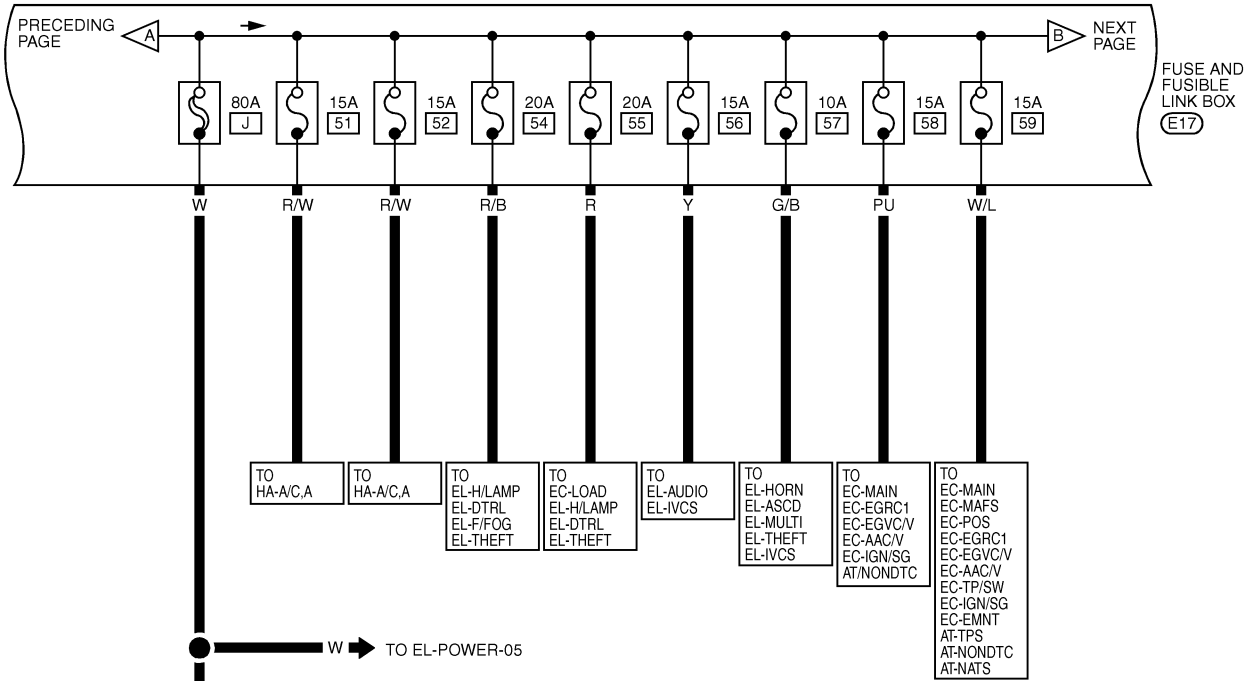 PRECEDING
PAGE
A
B
NEXT
PAGE
FUSE AND
FUSIBLE
LINK BOX
E17
80A
J
15A
51
15A
52
20A
54
20A
55
15A
56
10A
57
15A
58
15A
59
W
R/W
R/W
R/B
R
Y
G/B
PU
W/L
TO
HA-A/C,A
TO
HA-A/C,A
TO
EL-H/LAMP
EL-DTRL
EL-F/FOG
EL-THEFT
TO
EC-LOAD
EL-H/LAMP
EL-DTRL
EL-THEFT
TO
EL-AUDIO
EL-IVCS
TO
EL-HORN
EL-ASCD
EL-MULTI
EL-THEFT
EL-IVCS
TO
EC-MAIN
EC-EGRC1
EC-EGVC/V
EC-AAC/V
EC-IGN/SG
AT/NONDTC
TO
EC-MAIN
EC-MAFS
EC-POS
EC-EGRC1
EC-EGVC/V
EC-AAC/V
EC-TP/SW
EC-IGN/SG
EC-EMNT
AT-TPS
AT-NONDTC
AT-NATS
W
TO EL-POWER-05